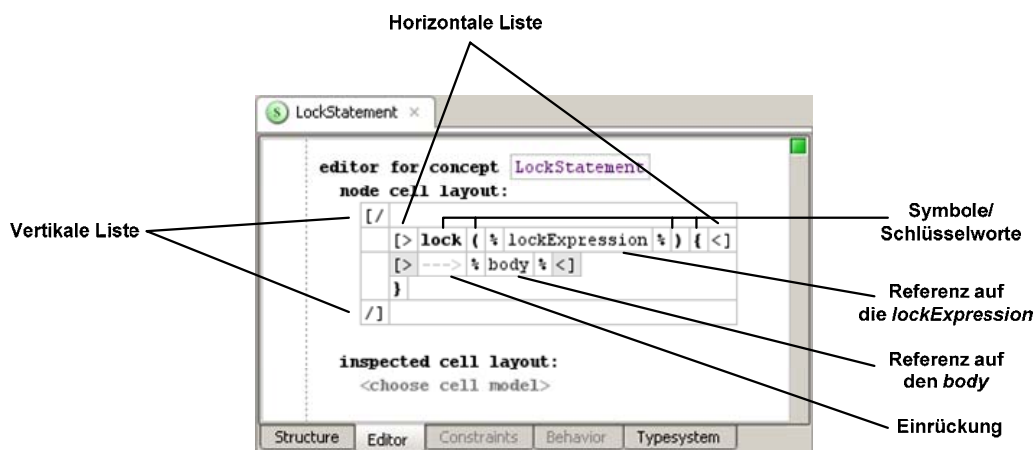 Horizontale Liste
S LockStatement ×
editor for concept LockStatement
node cell layout:
[/
[> lock ( % lockExpression % ) { <]
[> ---> % body % <]
}
/]
inspected cell layout:
<choose cell model>
Structure Editor Constraints Behavior Typesystem
Vertikale Liste
Symbole/
Schlüsselworte
Referenz auf
die lockExpression
Referenz auf
den body
Einrückung